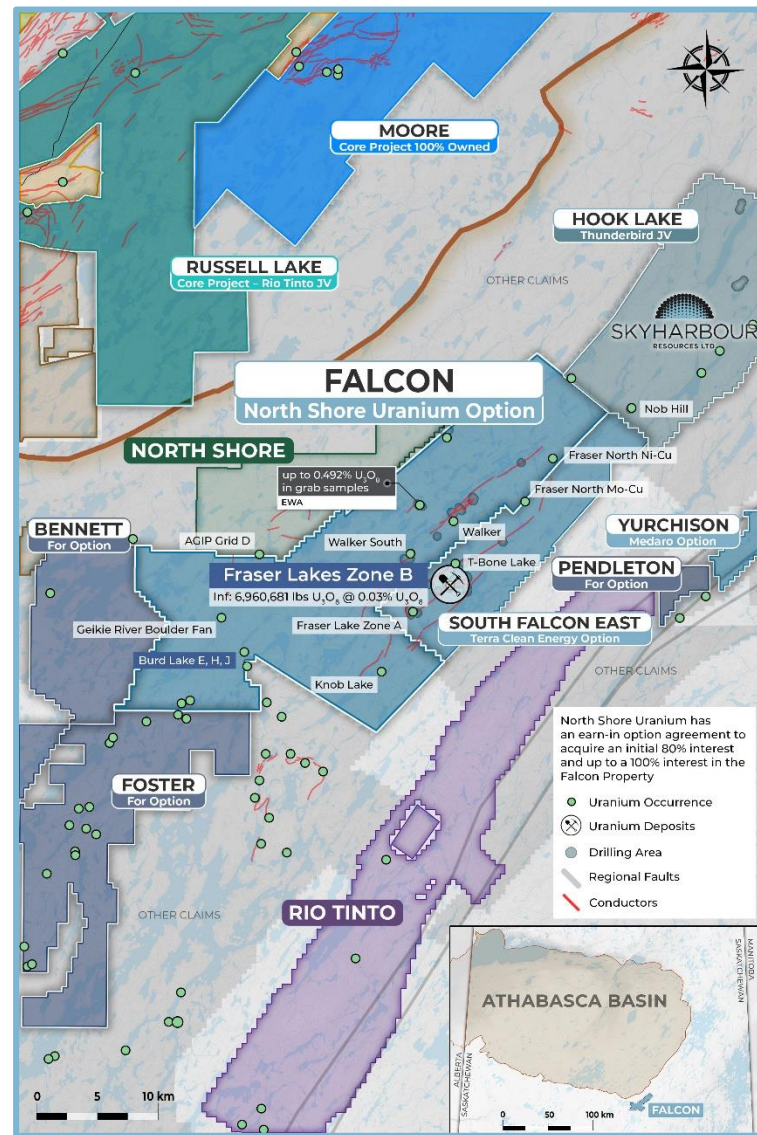 MOORE
Core Project 100% Owned
HOOK LAKE
Thunderbird JV
RUSSELL LAKE
Core Project - Rio Tinto JV
OTHER CLAIMS
SKYHARBOUR
RESOURCES LTD
FALCON
North Shore Uranium Option
Nob Hill
NORTH SHORE
Fraser North Ni-Cu
up to 0.492% U₃O₈
in grab samples
EWA
Fraser North Mo-Cu
BENNETT
For Option
AGIP Grid D
Walker South
Walker
YURCHISON
Medaro Option
T-Bone Lake
PENDLETON
For Option
Fraser Lakes Zone B
Inf: 6,960,681 lbs U₃O₈ @ 0.03% U₃O₈
Geikie River Boulder Fan
Fraser Lake Zone A
SOUTH FALCON EAST
Terra Clean Energy Option
Burd Lake E, H, J
Knob Lake
OTHER CLAIMS
North Shore Uranium has
an earn-in option agreement to
acquire an initial 80% interest
and up to a 100% interest in the
Falcon Property
Uranium Occurrence
Uranium Deposits
Drilling Area
Regional Faults
Conductors
FOSTER
For Option
OTHER CLAIMS
RIO TINTO
ATHABASCA BASIN
SASKATCHEWAN
MANITOBA
ALBERTA
SASKATCHEWAN
FALCON
0 5 10 km
0 50 100 km